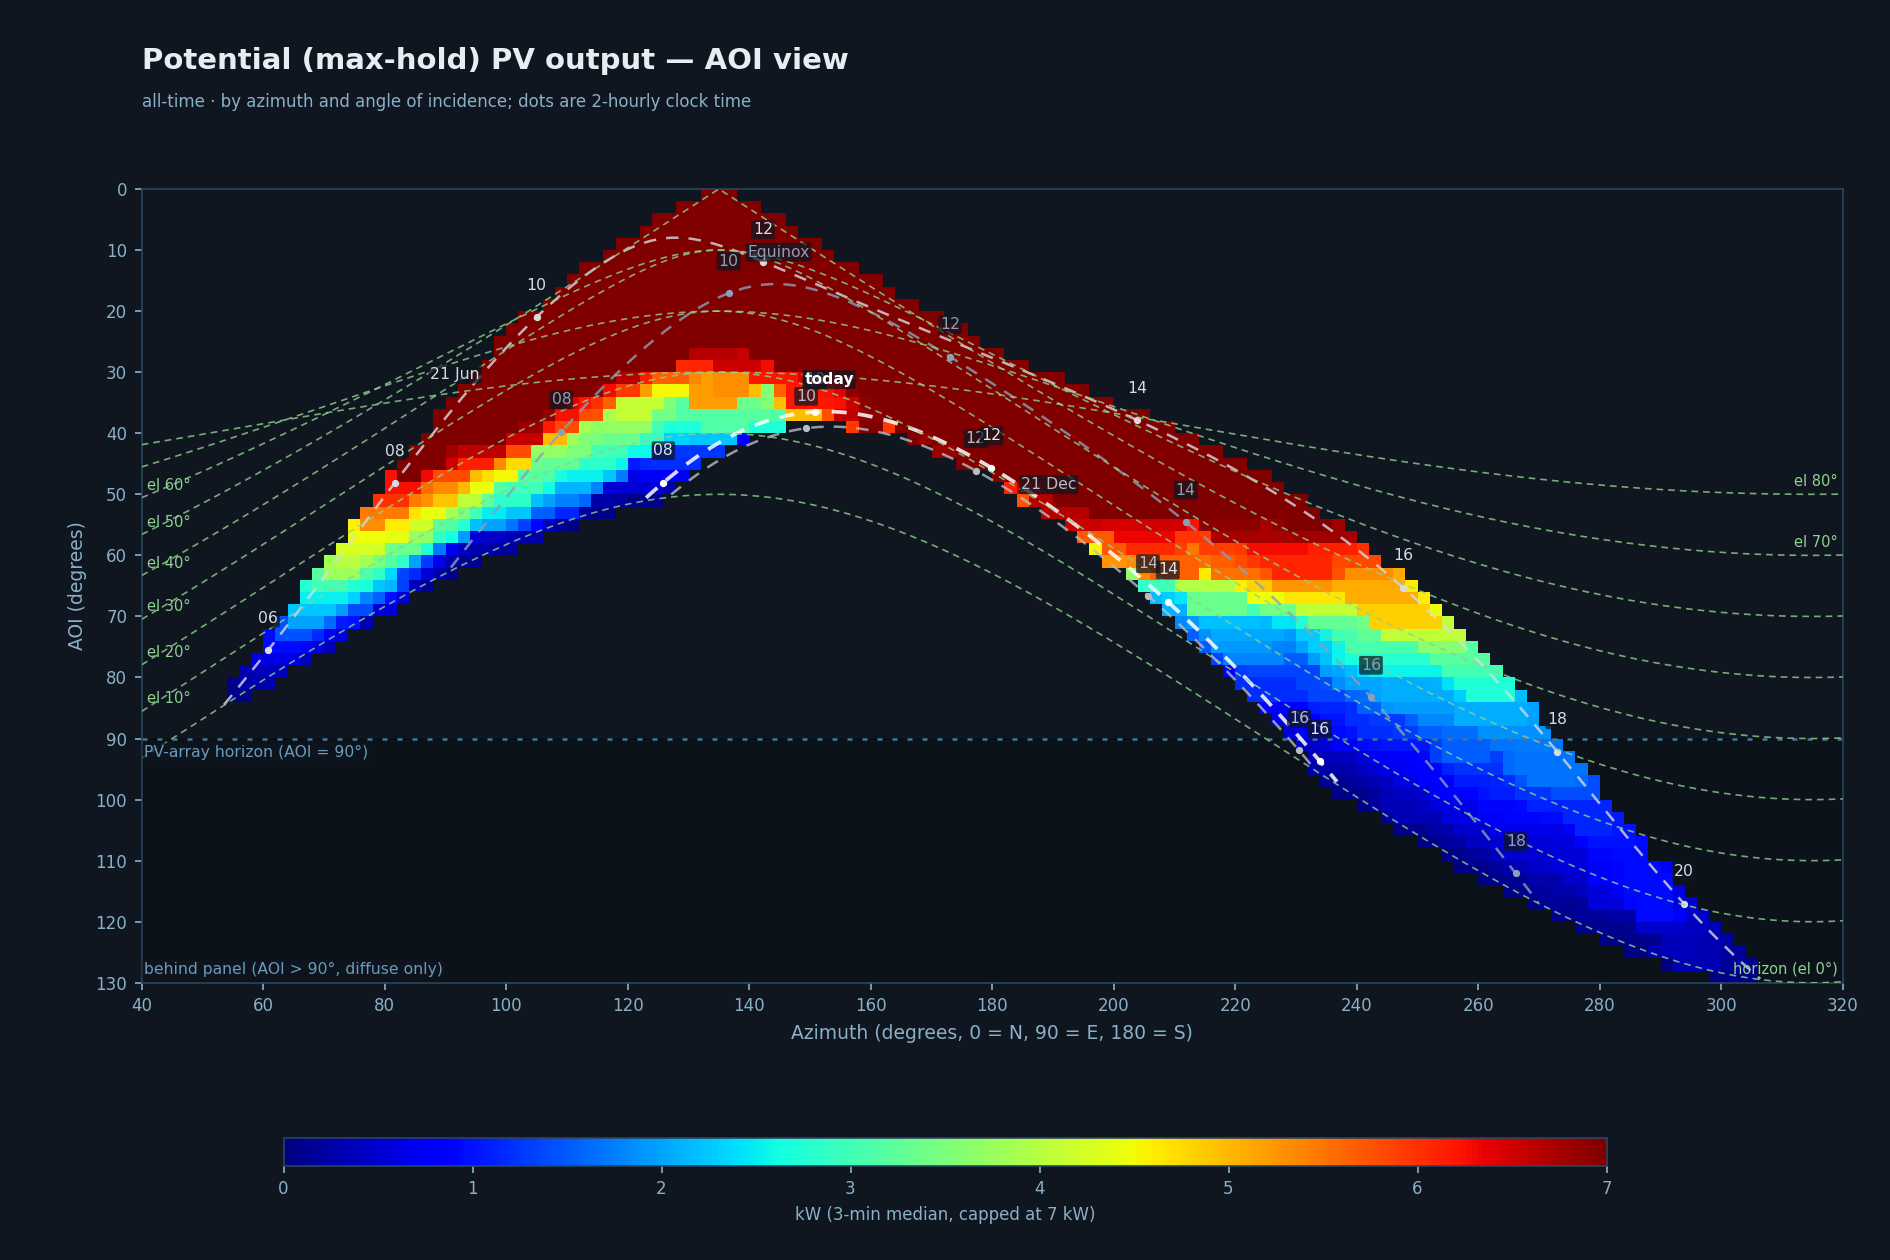 Potential (max-hold) PV output — AOI view
all-time · by azimuth and angle of incidence; dots are 2-hourly clock time
0
10
20
30
40
50
60
70
80
90
100
110
120
130
AOI (degrees)
12
Equinox
10
10
12
21 Jun
today
10
14
08
08
08
12
12
el 80°
el 60°
21 Dec
14
el 50°
el 70°
el 40°
14
14
16
el 30°
06
el 20°
16
el 10°
16
16
18
PV-array horizon (AOI = 90°)
18
20
behind panel (AOI > 90°, diffuse only)
horizon (el 0°)
40
60
80
100
120
140
160
180
200
220
240
260
280
300
320
Azimuth (degrees, 0 = N, 90 = E, 180 = S)
0
1
2
3
4
5
6
7
kW (3-min median, capped at 7 kW)